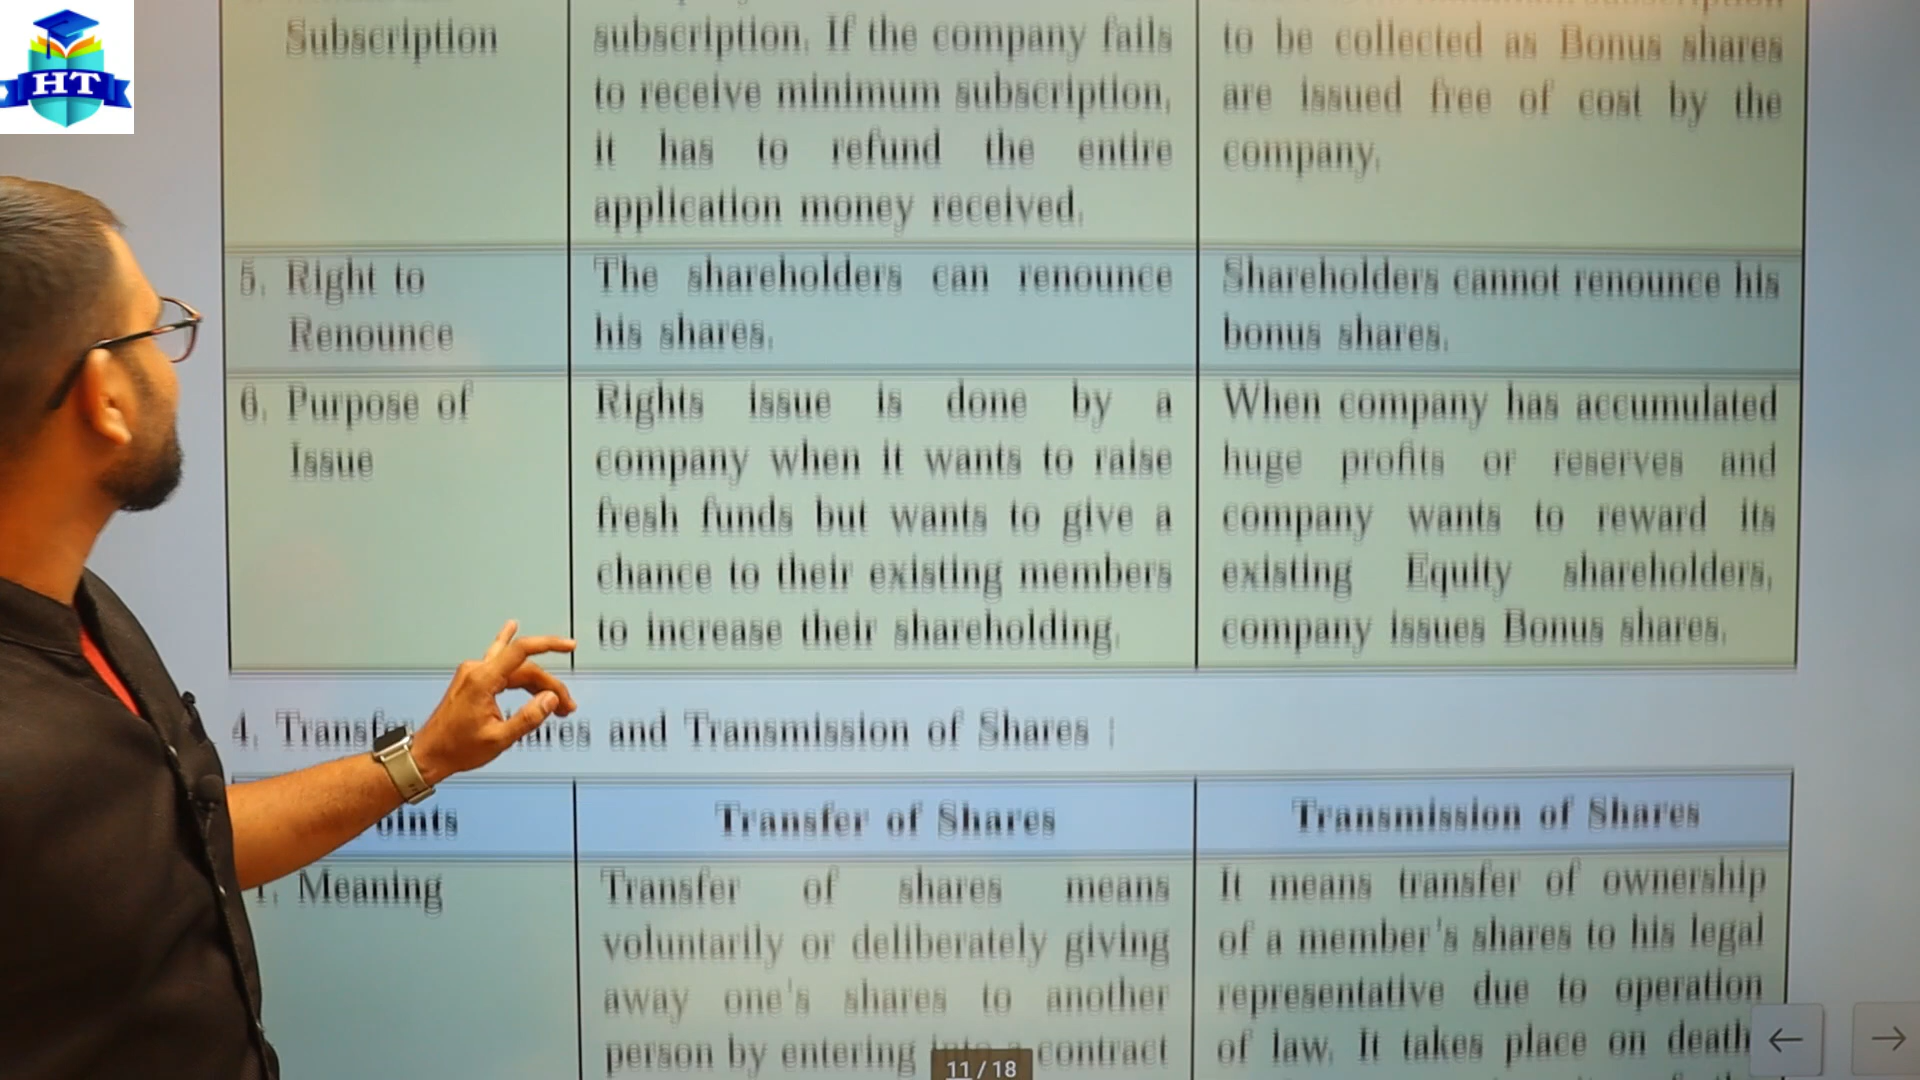 HT
Subscription
subscription. If the company fails
to receive minimum subscription,
it has to refund the entire
application money received.
subscription
to be collected as Bonus shares
are issued free of cost by the
company.
5. Right to
Renounce
The shareholders can renounce
his shares.
Shareholders cannot renounce his
bonus shares.
6. Purpose of
Issue
Rights issue is done by a
company when it wants to raise
fresh funds but wants to give a
chance to their existing members
to increase their shareholding.
When company has accumulated
huge profits or reserves and
company wants to reward its
existing Equity shareholders,
company issues Bonus shares.
4. Transfer Shares and Transmission of Shares :
Points
Transfer of Shares
Transmission of Shares
1. Meaning
Transfer of shares means
voluntarily or deliberately giving
away one's shares to another
person by entering into a contract
It means transfer of ownership
of a member's shares to his legal
representative due to operation
of law. It takes place on death
11 / 18